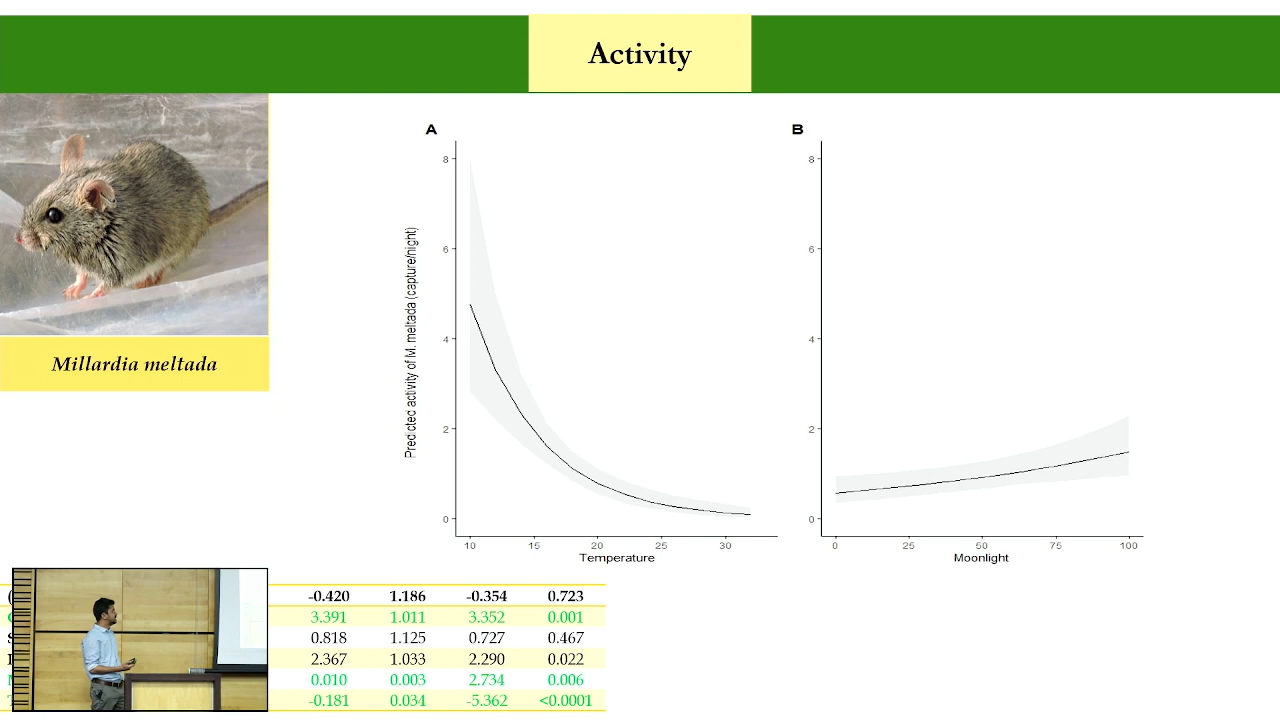 Activity
Millardia meltada
A
Predicted activity of M. meltada (capture/night)
8
6
4
2
0
10 15 20 25 30
Temperature
B
8
6
4
2
0
0 25 50 75 100
Moonlight
-0.420 1.186 -0.354 0.723
3.391 1.011 3.352 0.001
0.818 1.125 0.727 0.467
2.367 1.033 2.290 0.022
0.010 0.003 2.734 0.006
-0.181 0.034 -5.362 <0.0001